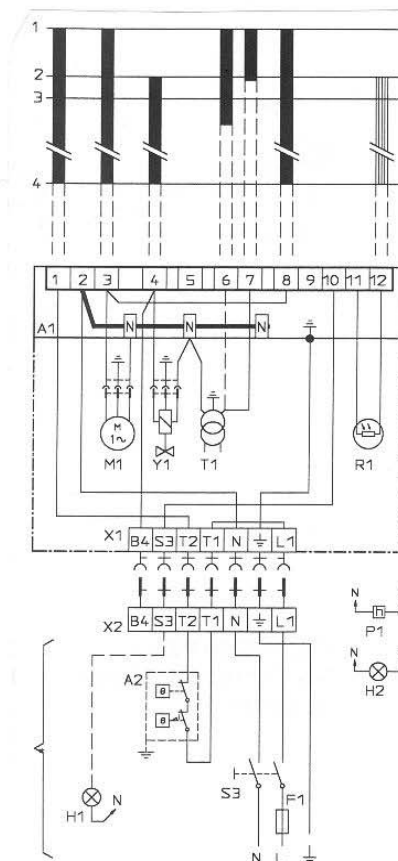 1
2
3
4
1 2 3 4 5 6 7 8 9 10 11 12
N N N
A1
M
1~
M1 Y1 T1 R1
X1
B4 S3 T2 T1 N L1
X2
B4 S3 T2 T1 N L1
N
h
P1
A2
θ
N
H2
θ
S3 F1
H1 N
N L